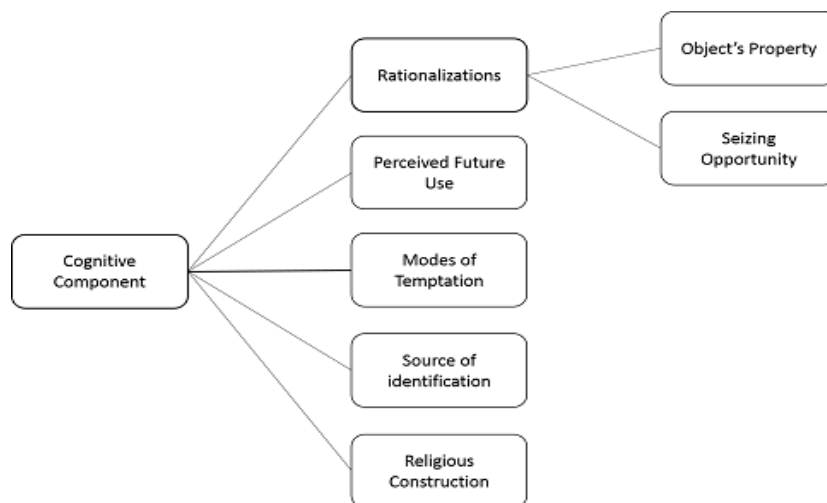 Rationalizations
Object's Property
Seizing
Opportunity
Perceived Future
Use
Cognitive
Component
Modes of
Temptation
Source of
identification
Religious
Construction